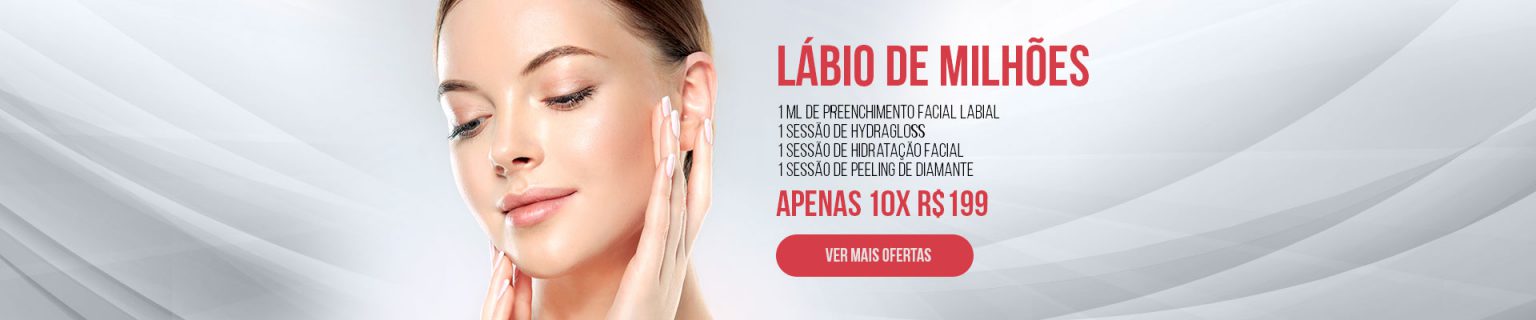 LÁBIO DE MILHÕES
1 ML DE PREENCHIMENTO FACIAL LABIAL
1 SESSÃO DE HYDRAGLOSS
1 SESSÃO DE HIDRATAÇÃO FACIAL
1 SESSÃO DE PEELING DE DIAMANTE
APENAS 10X R$199
VER MAIS OFERTAS